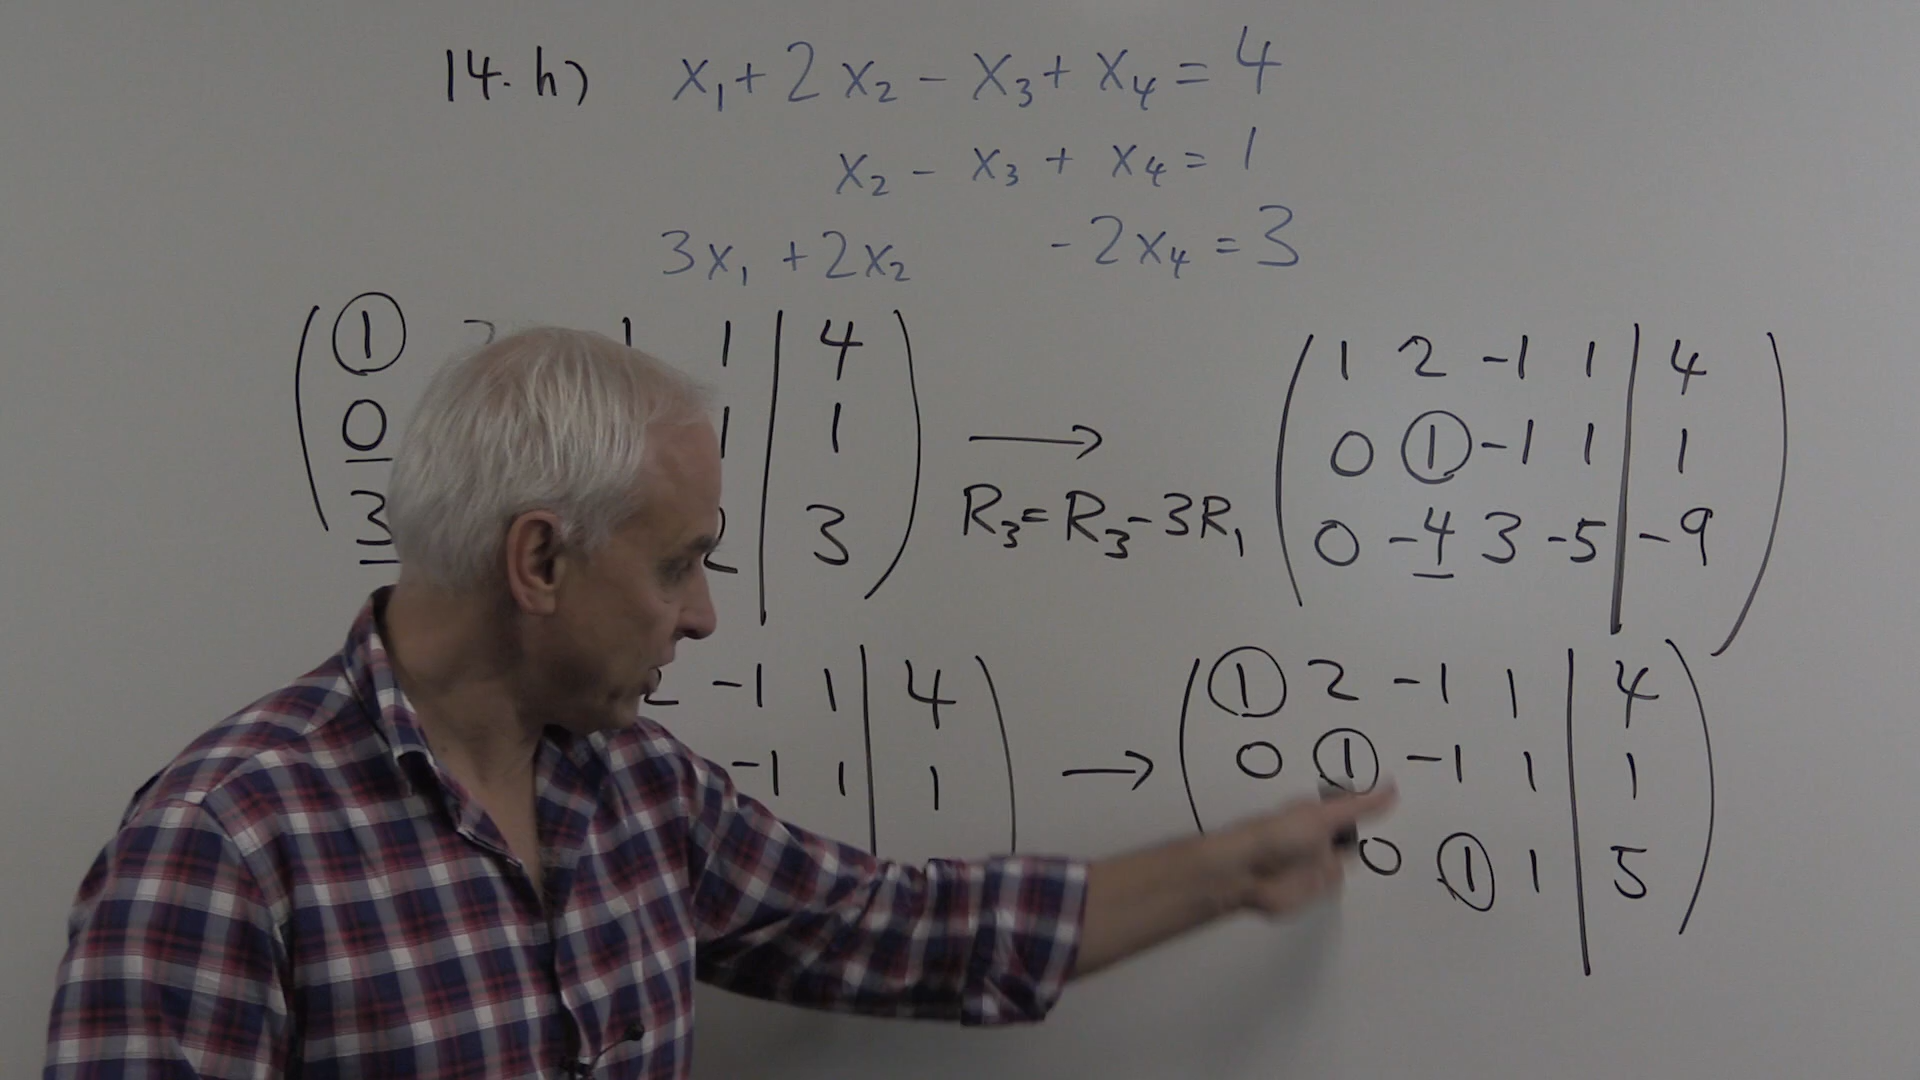 14. h) x₁ + 2x₂ - x₃ + x₄ = 4
x₂ - x₃ + x₄ = 1
3x₁ + 2x₂ - 2x₄ = 3
1 1 | 4
0 1 | 1
3 2 | 3
→
R₃ = R₃ - 3R₁
1 2 -1 1 | 4
0 1 -1 1 | 1
0 -4 3 -5 | -9
2 -1 1 | 4
-1 1 | 1
→
1 2 -1 1 | 4
0 1 -1 1 | 1
0 1 1 | 5